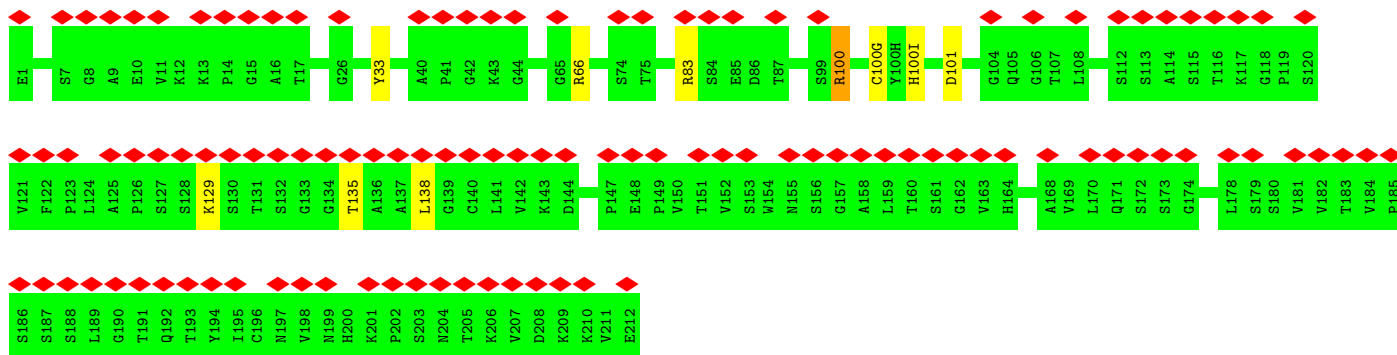 E1 S7 G8 A9 E10 V11 K12 K13 P14 G15 A16 T17 G26 Y33 A40 P41 G42 K43 G44 G65 R66 S74 T75 R83 S84 E85 D86 T87 S99 R100 C100G Y100H H100I D101 G104 Q105 G106 T107 L108 S112 S113 A114 S115 T116 K117 G118 P119 S120
V121 F122 P123 L124 A125 P126 S127 S128 K129 S130 T131 S132 G133 G134 T135 A136 A137 L138 G139 C140 L141 V142 K143 D144 P147 E148 P149 V150 T151 V152 S153 W154 N155 S156 G157 A158 L159 T160 S161 G162 V163 H164 A168 V169 L170 Q171 S172 S173 G174 L178 S179 S180 V181 V182 T183 V184 P185
S186 S187 S188 L189 G190 T191 Q192 T193 Y194 I195 C196 N197 V198 N199 H200 K201 P202 S203 N204 T205 K206 V207 D208 K209 K210 V211 E212